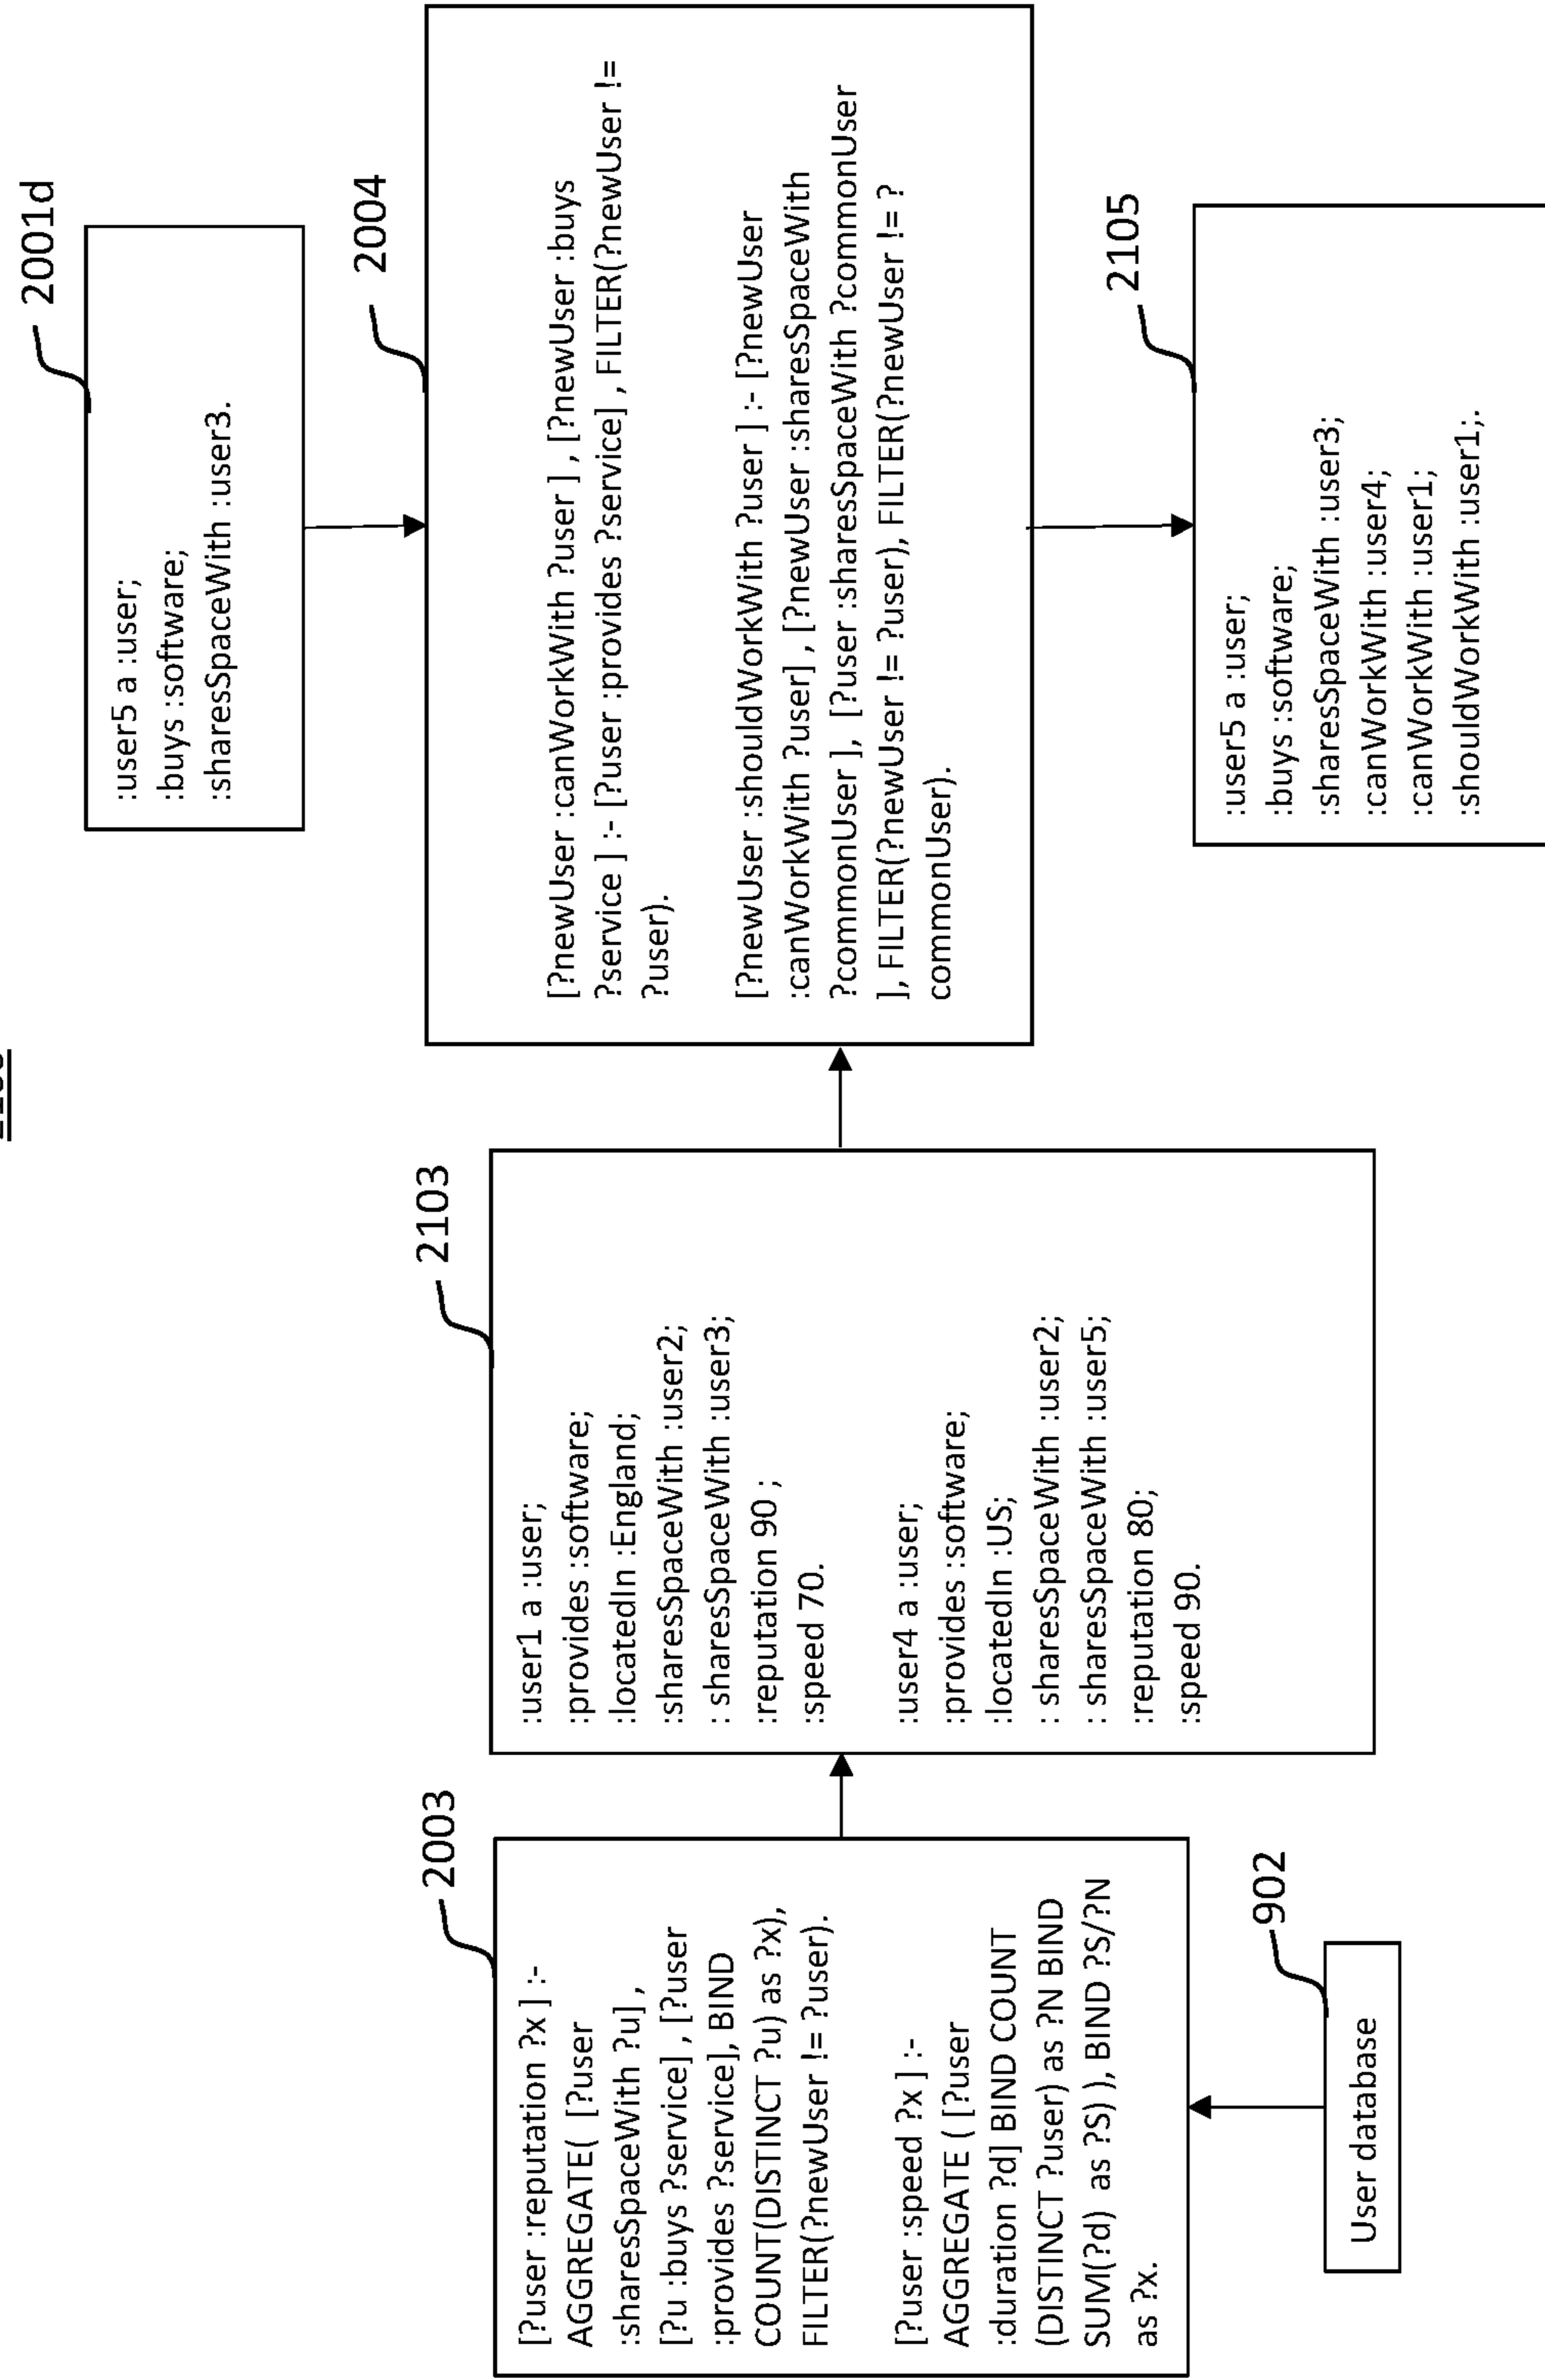 2001d
:user5 a :user;
:buys :software;
:sharesSpaceWith :user3.
2004
[?newUser :canWorkWith ?user ] , [?newUser :buys
?service ] :- [?user :provides ?service] , FILTER(?newUser !=
?user).
[?newUser :shouldWorkWith ?user ] :- [?newUser
:canWorkWith ?user] , [?newUser :sharesSpaceWith
?commonUser ],  [?user :sharesSpaceWith ?commonUser
], FILTER(?newUser != ?user), FILTER(?newUser != ?
commonUser).
2103
:user1 a :user;
:provides :software;
:locatedIn :England;
:sharesSpaceWith :user2;
: sharesSpaceWith :user3;
:reputation 90 ;
:speed 70.
:user4 a :user;
:provides :software;
:locatedIn :US;
: sharesSpaceWith :user2;
: sharesSpaceWith :user5;
:reputation 80;
:speed 90.
2003
[?user :reputation ?x ] :-
AGGREGATE(  [?user
:sharesSpaceWith ?u] ,
[?u :buys ?service] , [?user
:provides ?service], BIND
COUNT(DISTINCT ?u) as ?x),
FILTER(?newUser != ?user).
[?user :speed ?x ] :-
AGGREGATE ( [?user
:duration ?d] BIND COUNT
(DISTINCT ?user) as ?N BIND
SUM(?d)  as ?S) ), BIND ?S/?N
as ?x.
902
User database
2105
:user5 a :user;
:buys :software;
:sharesSpaceWith :user3;
:canWorkWith :user4;
:canWorkWith :user1;
:shouldWorkWith :user1;.